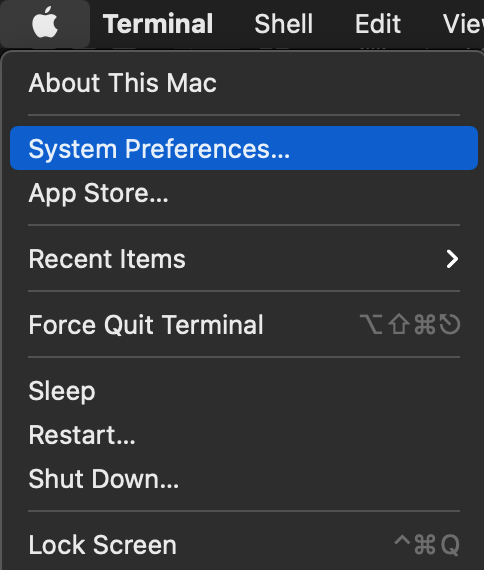 Terminal Shell Edit
About This Mac
System Preferences...
App Store...
Recent Items
Force Quit Terminal ⌥⇧⌘⎋
Sleep
Restart...
Shut Down...
Lock Screen ^⌘Q